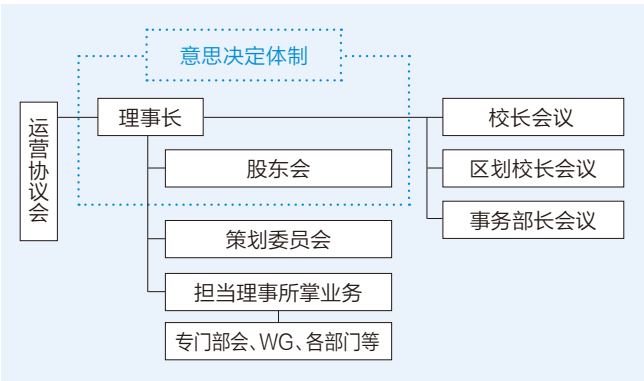 意思决定体制
运营协议会
理事长
校长会议
股东会
区划校长会议
事务部长会议
策划委员会
担当理事所掌业务
专门部会、WG、各部门等